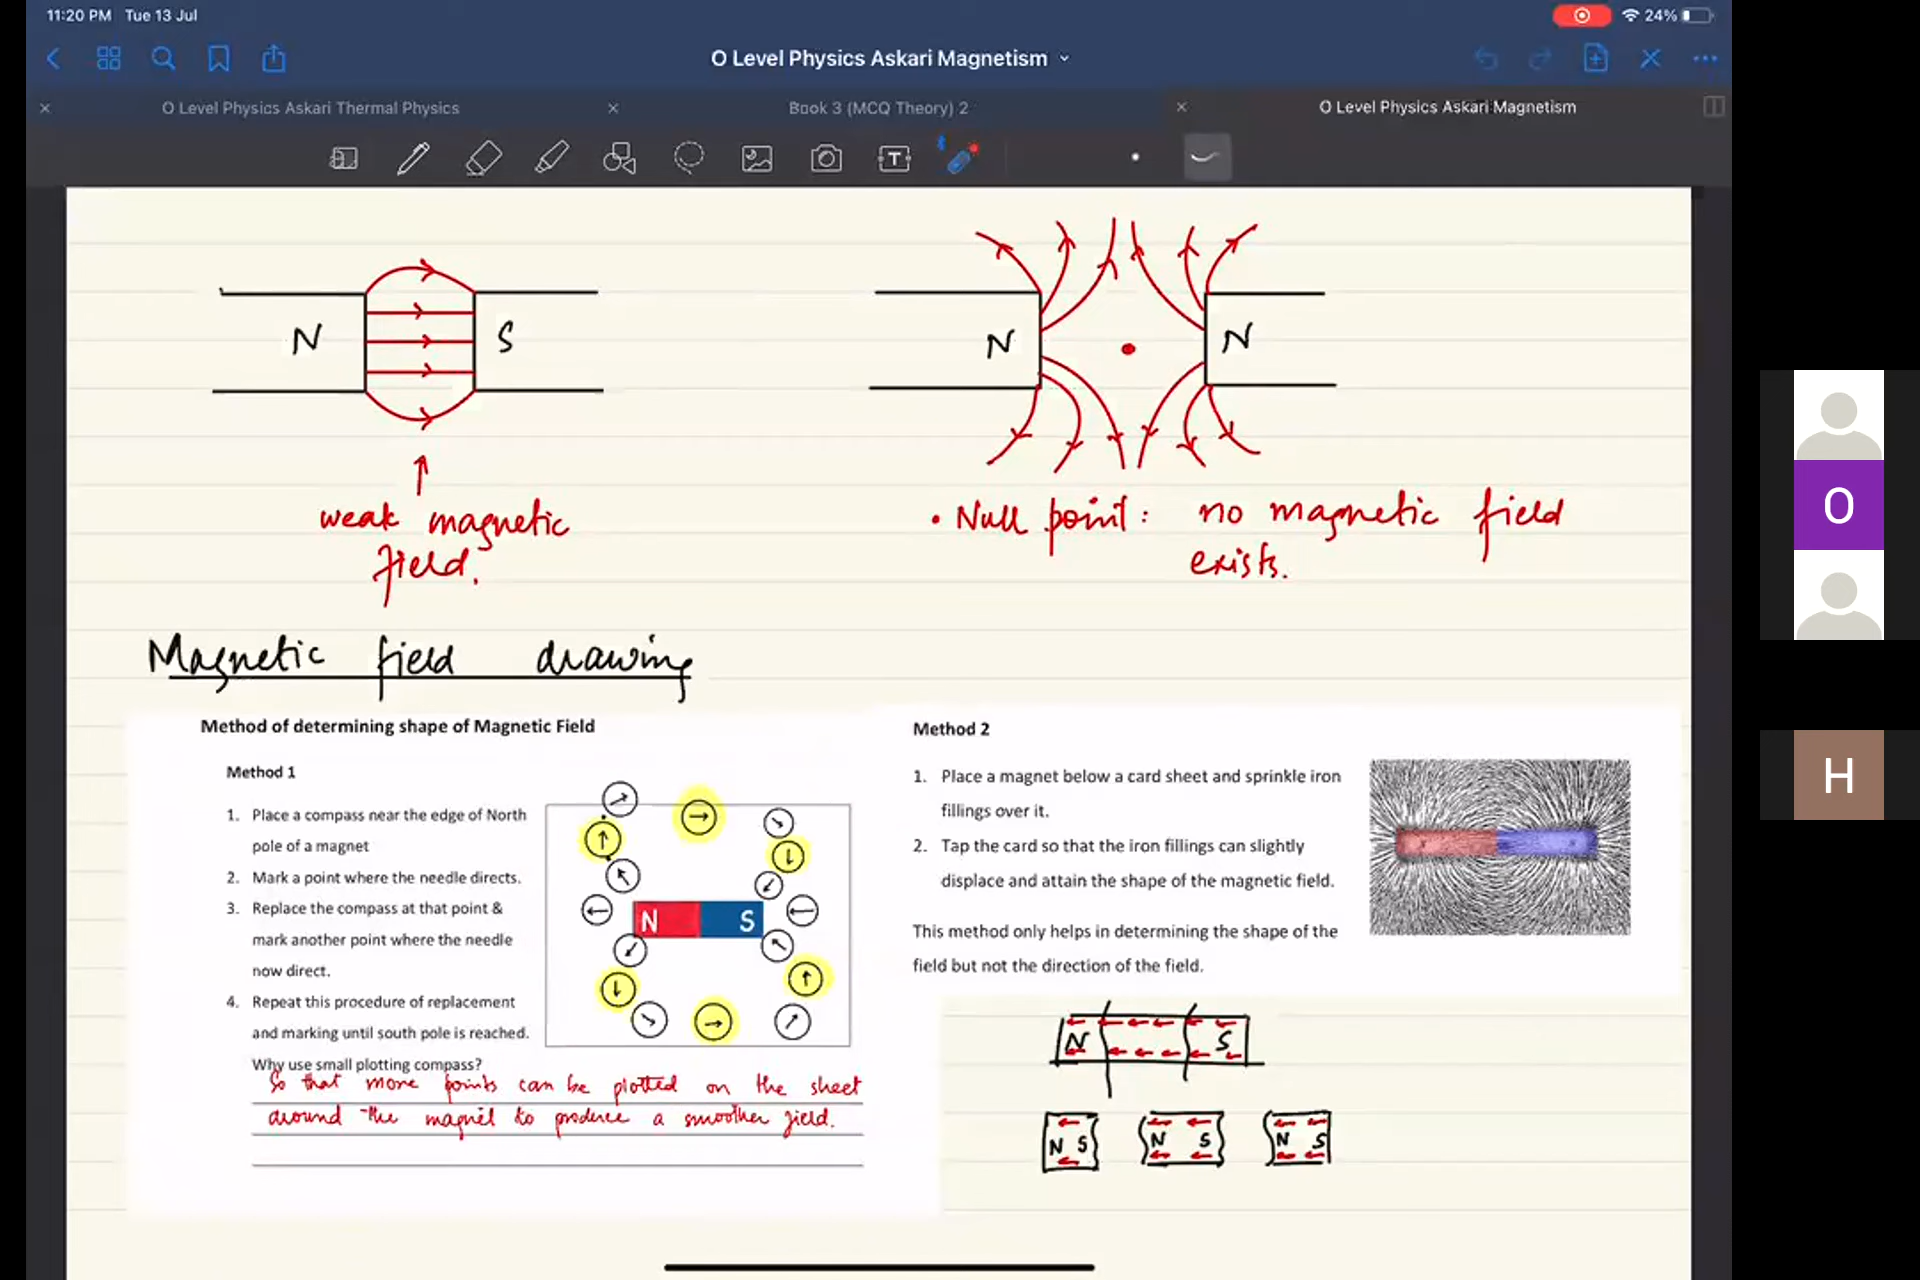 11:20 PM Tue 13 Jul
24%
O Level Physics Askari Magnetism
O Level Physics Askari Thermal Physics
Book 3 (MCQ Theory) 2
O Level Physics Askari Magnetism
T
N
S
N
N
weak magnetic
field.
• Null point: no magnetic field
exists.
Magnetic field drawing
Method of determining shape of Magnetic Field
Method 1
1. Place a compass near the edge of North
pole of a magnet
2. Mark a point where the needle directs.
3. Replace the compass at that point &
mark another point where the needle
now direct.
4. Repeat this procedure of replacement
and marking until south pole is reached.
Why use small plotting compass?
So that more points can be plotted on the sheet
around the magnet to produce a smoother field.
N S
Method 2
1. Place a magnet below a card sheet and sprinkle iron
fillings over it.
2. Tap the card so that the iron fillings can slightly
displace and attain the shape of the magnetic field.
This method only helps in determining the shape of the
field but not the direction of the field.
N S
N S N S N S
O
H